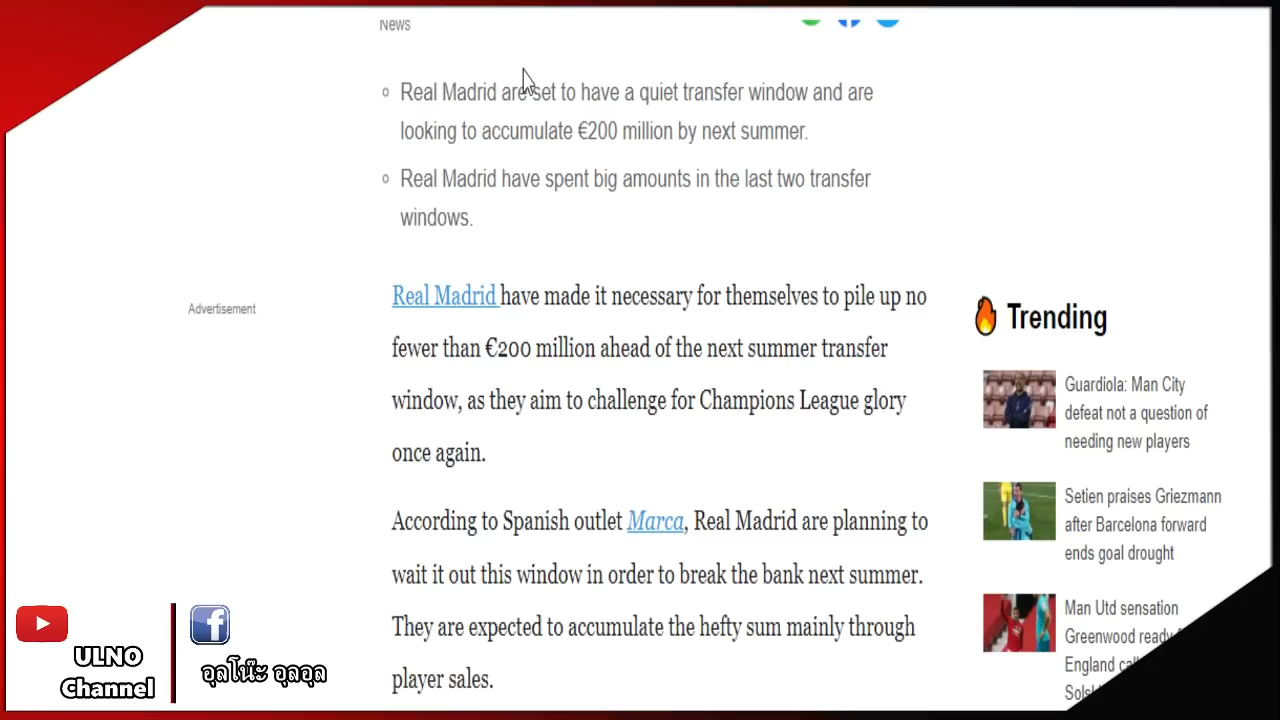 News
Real Madrid are set to have a quiet transfer window and are
looking to accumulate €200 million by next summer.
Real Madrid have spent big amounts in the last two transfer
windows.
Advertisement
Real Madrid have made it necessary for themselves to pile up no
fewer than €200 million ahead of the next summer transfer
window, as they aim to challenge for Champions League glory
once again.
According to Spanish outlet Marca, Real Madrid are planning to
wait it out this window in order to break the bank next summer.
They are expected to accumulate the hefty sum mainly through
player sales.
Trending
Guardiola: Man City
defeat not a question of
needing new players
Setien praises Griezmann
after Barcelona forward
ends goal drought
Man Utd sensation
Greenwood ready
England
ULNO
Channel
อุลโน๊ะ อุลอุล